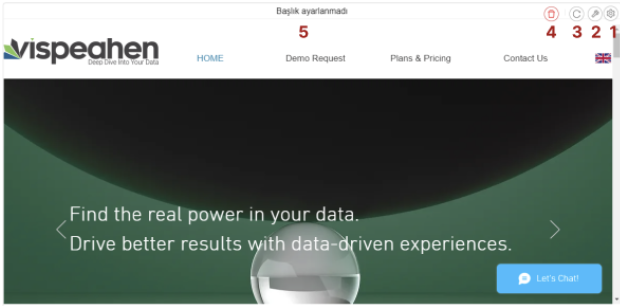 Başlık ayarlanmadı
5
4
3
2
1
vispeahen
Deep Dive Into Your Data
HOME
Demo Request
Plans & Pricing
Contact Us
Find the real power in your data.
Drive better results with data-driven experiences.
Let's Chat!